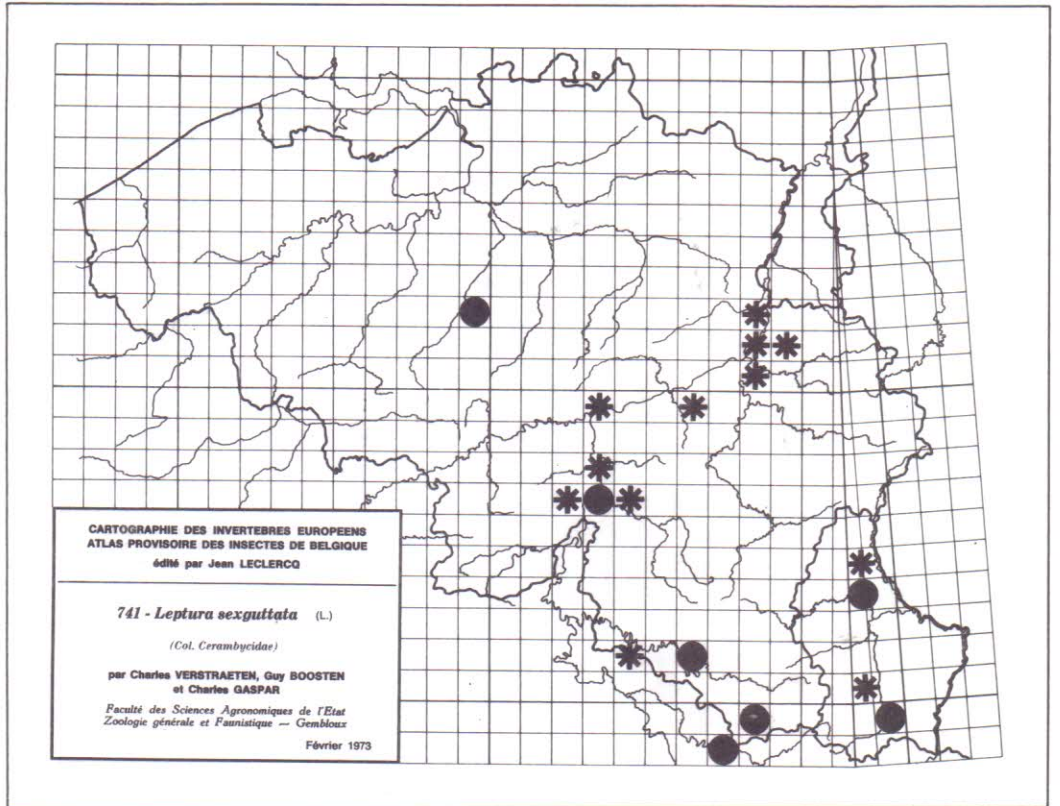 CARTOGRAPHIE DES INVERTEBRES EUROPEENS
ATLAS PROVISOIRE DES INSECTES DE BELGIQUE
édité par Jean LECLERCQ
741 - Leptura sexguttata (L.)
(Col. Cerambycidae)
par Charles VERSTRAETEN, Guy BOOSTEN
et Charles GASPAR
Faculté des Sciences Agronomiques de l'Etat
Zoologie générale et Faunistique — Gembloux
Février 1973